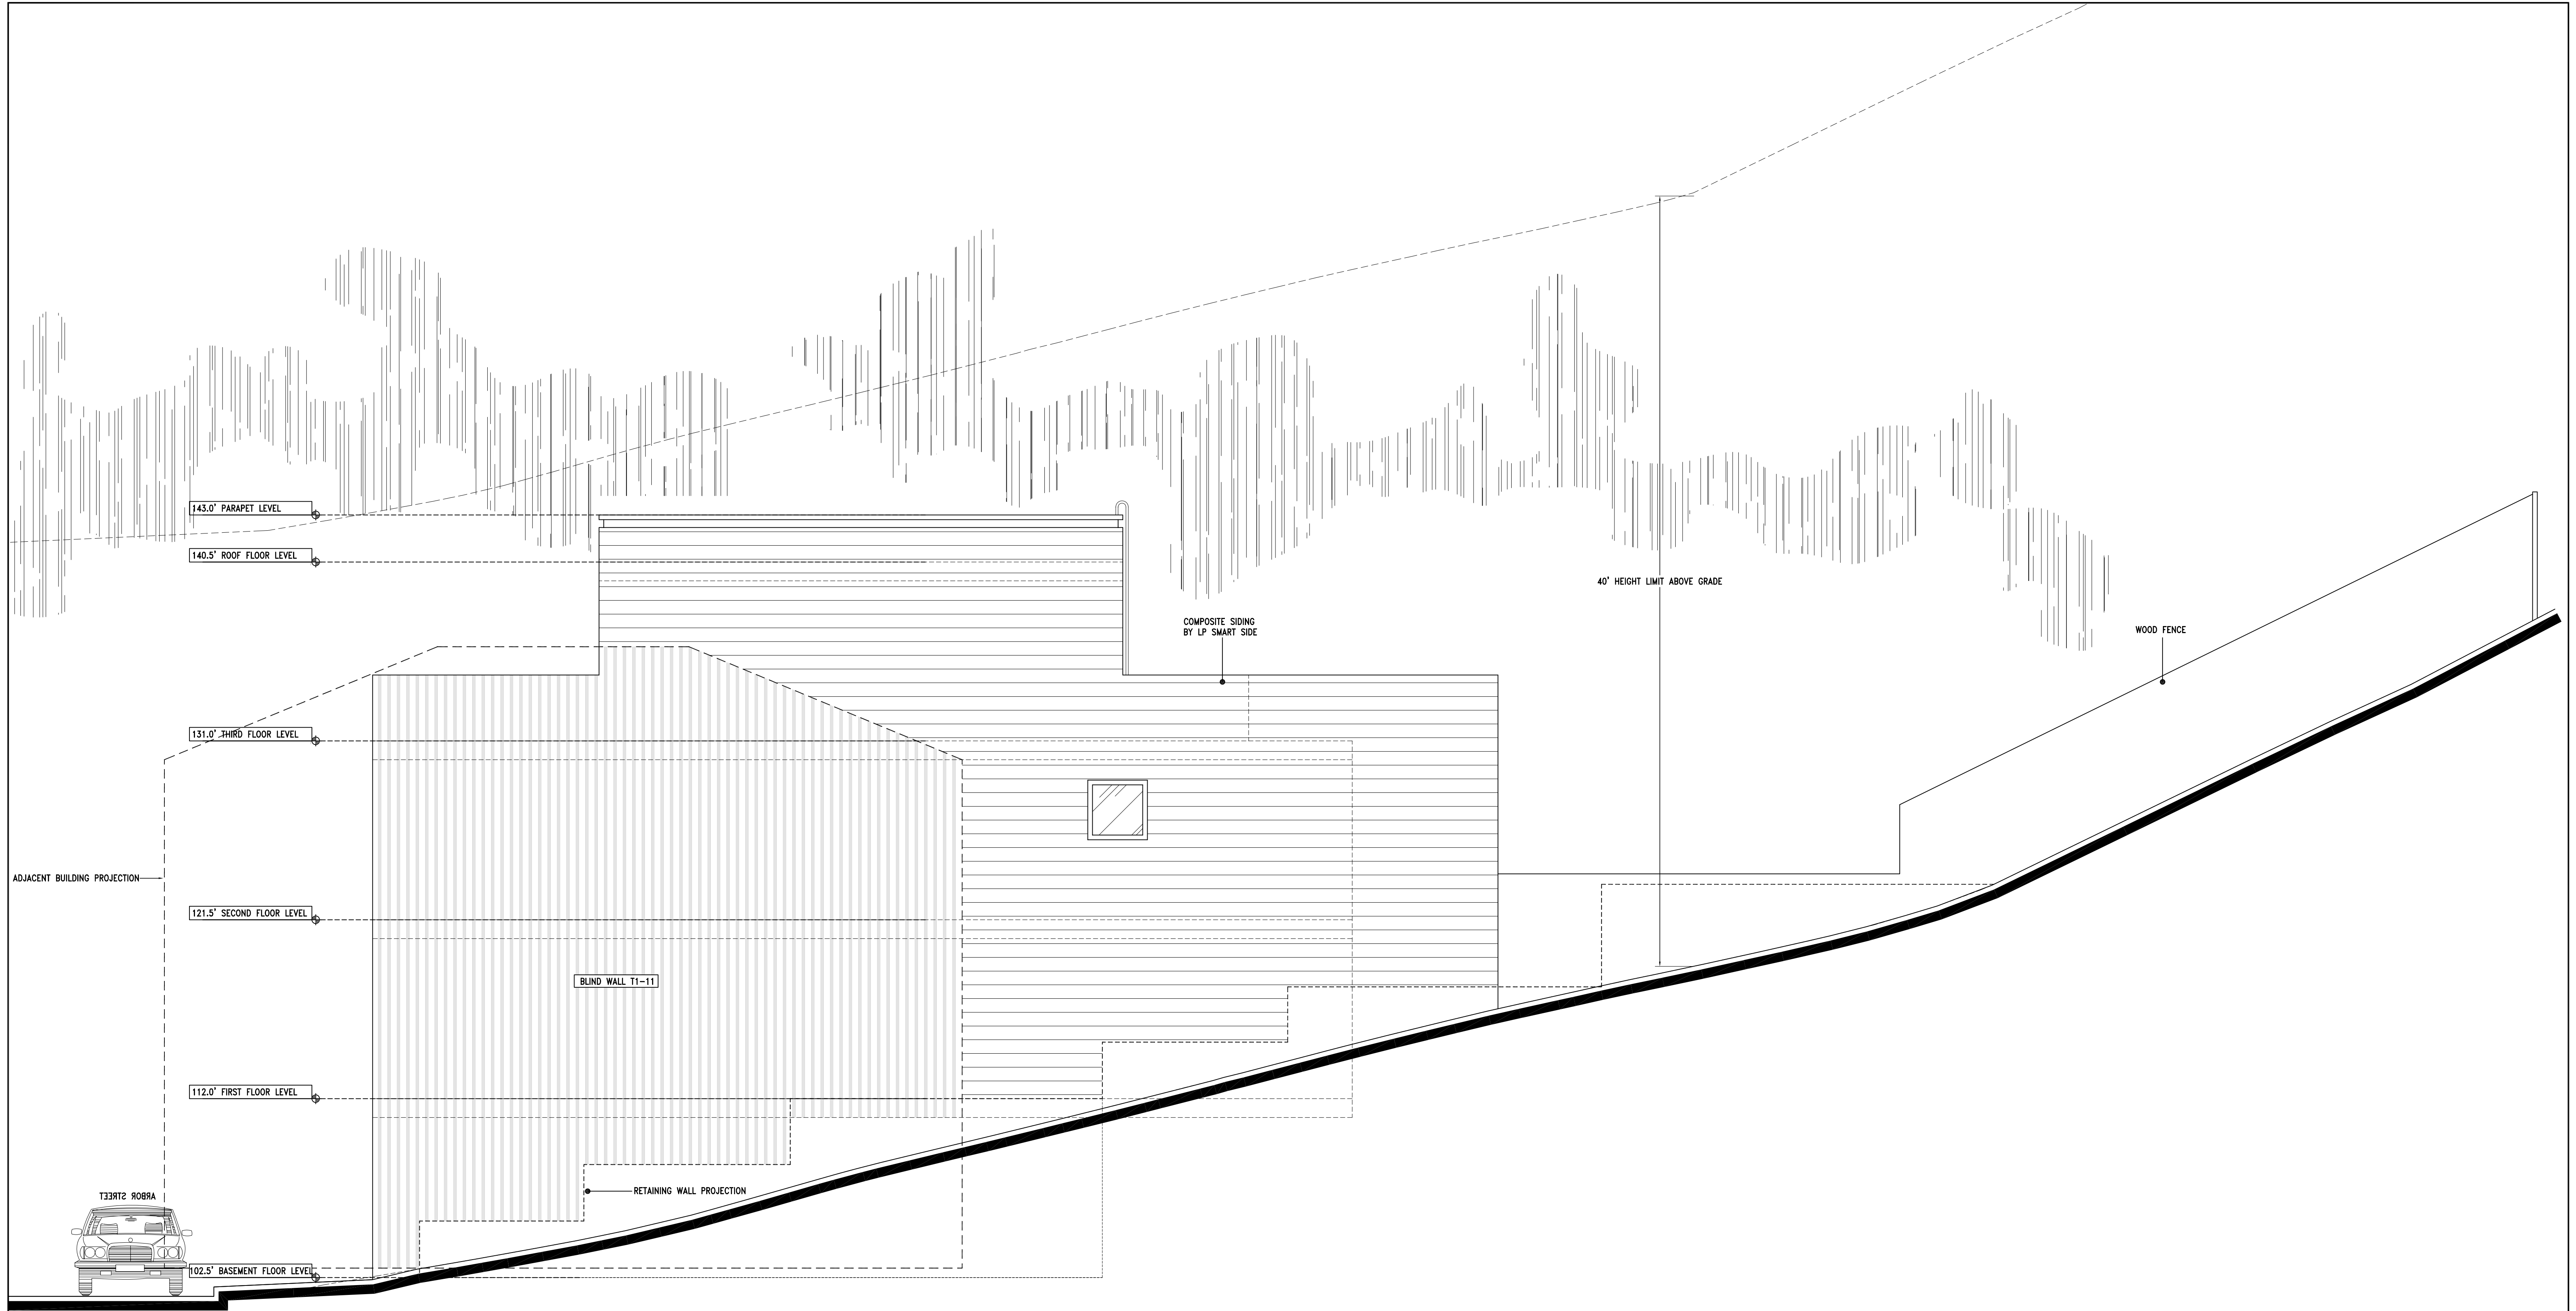 143.0' PARAPET LEVEL
140.5' ROOF FLOOR LEVEL
40' HEIGHT LIMIT ABOVE GRADE
COMPOSITE SIDING
BY LP SMART SIDE
WOOD FENCE
131.0' THIRD FLOOR LEVEL
ADJACENT BUILDING PROJECTION
121.5' SECOND FLOOR LEVEL
BLIND WALL T1-11
112.0' FIRST FLOOR LEVEL
RETAINING WALL PROJECTION
ARBOR STREET
102.5' BASEMENT FLOOR LEVEL